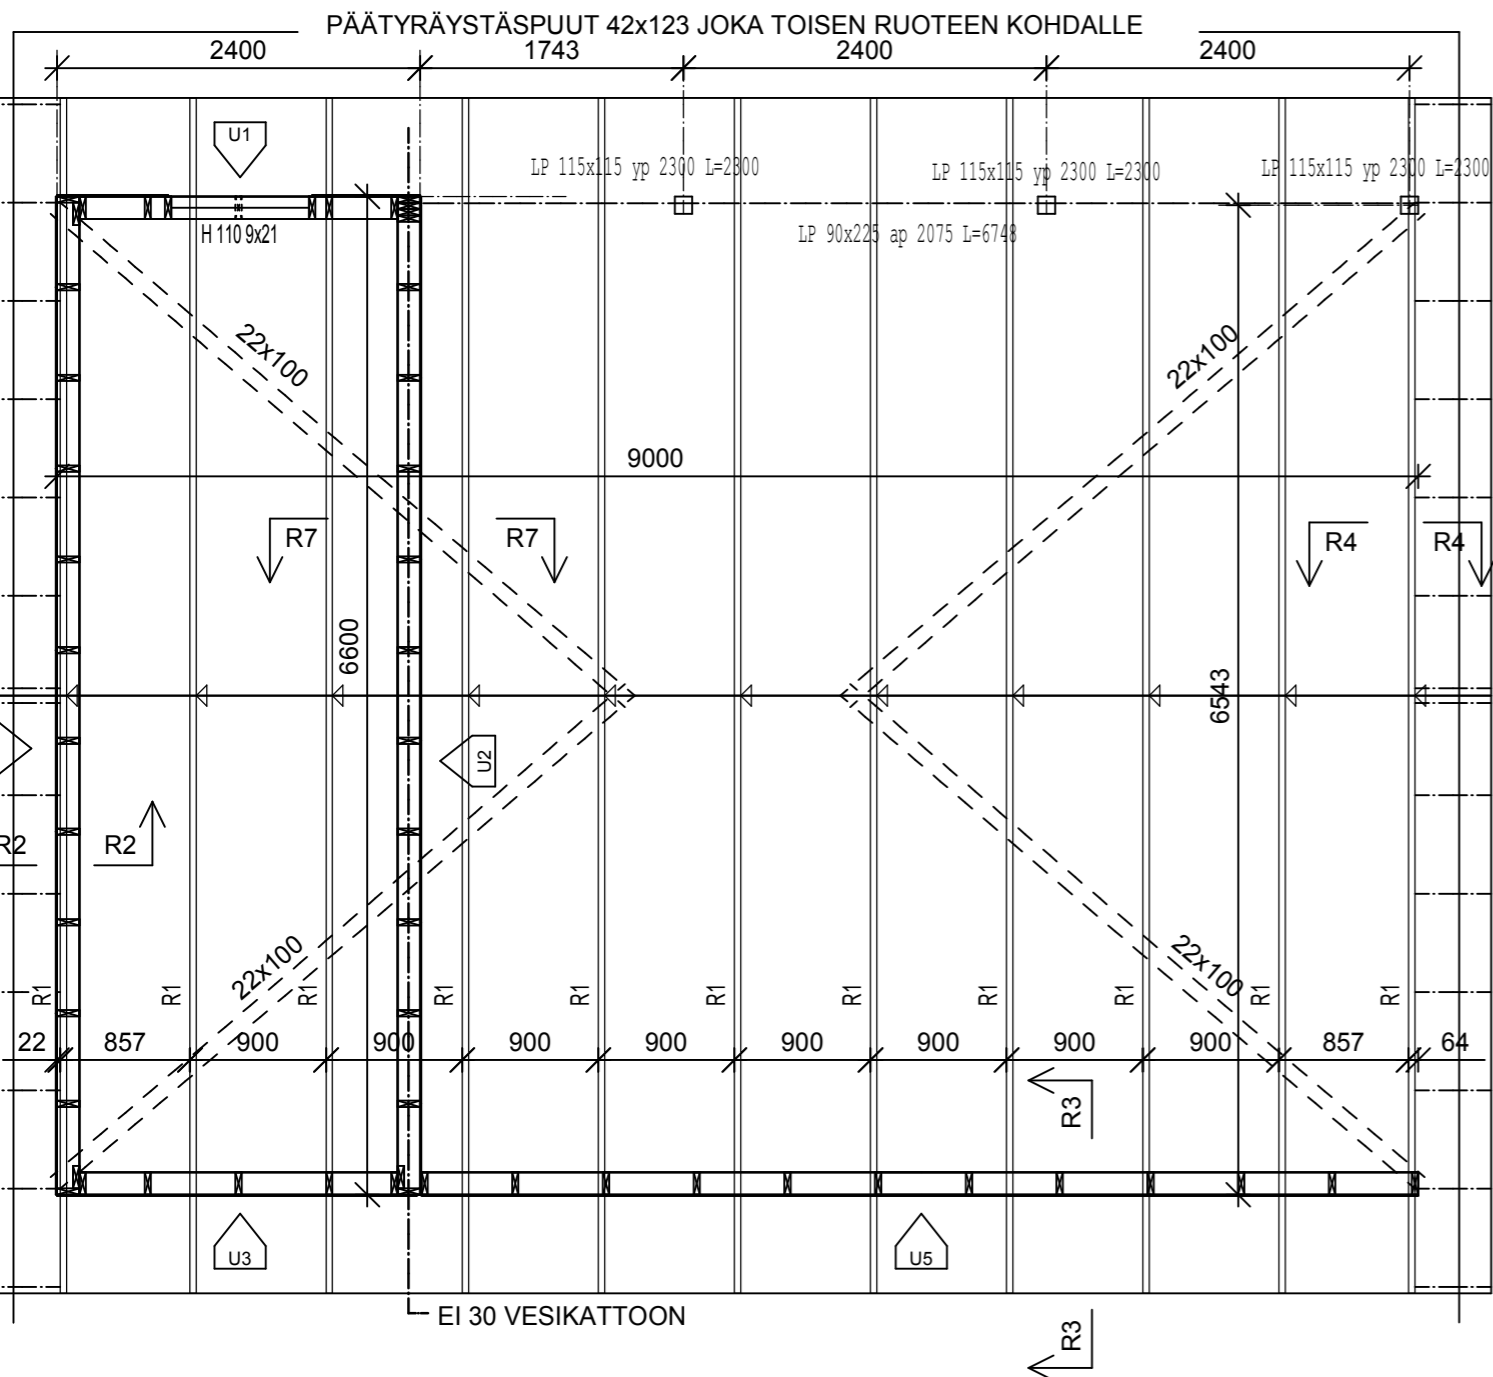 PÄÄTYRÄYSTÄSPUUT 42x123 JOKA TOISEN RUOTEEN KOHDALLE
2400 1743 2400 2400
U1
LP 115x115 yp 2300 L=2300
LP 115x115 yp 2300 L=2300
LP 115x115 yp 2300 L=2300
H 110 9x21
LP 90x225 ap 2075 L=6748
22x100
22x100
9000
R7 R7 R4 R4
6600
6543
U2
R2 R2
22x100
22x100
R1 R1 R1 R1 R1 R1 R1 R1 R1 R1 R1
22 857 900 900 900 900 900 900 900 900 857 64
R3
U3 U5
EI 30 VESIKATTOON
R3